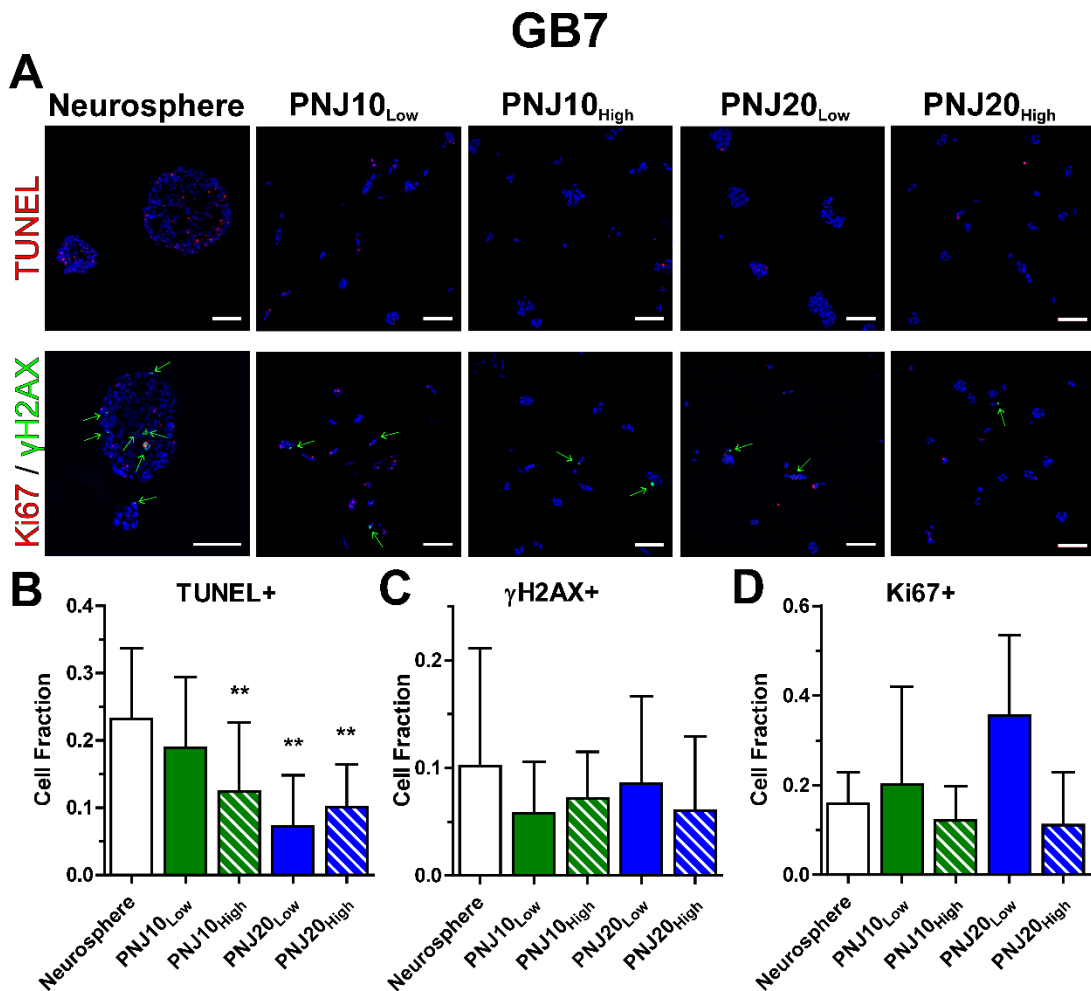 GB7
A
Neurosphere PNJ10Low PNJ10High PNJ20Low PNJ20High
TUNEL
Ki67 / γH2AX
B TUNEL+
Cell Fraction
0.4
0.3
0.2
0.1
0.0
** ** **
Neurosphere PNJ10Low PNJ10High PNJ20Low PNJ20High
C γH2AX+
Cell Fraction
0.2
0.1
0.0
Neurosphere PNJ10Low PNJ10High PNJ20Low PNJ20High
D Ki67+
Cell Fraction
0.6
0.4
0.2
0.0
Neurosphere PNJ10Low PNJ10High PNJ20Low PNJ20High